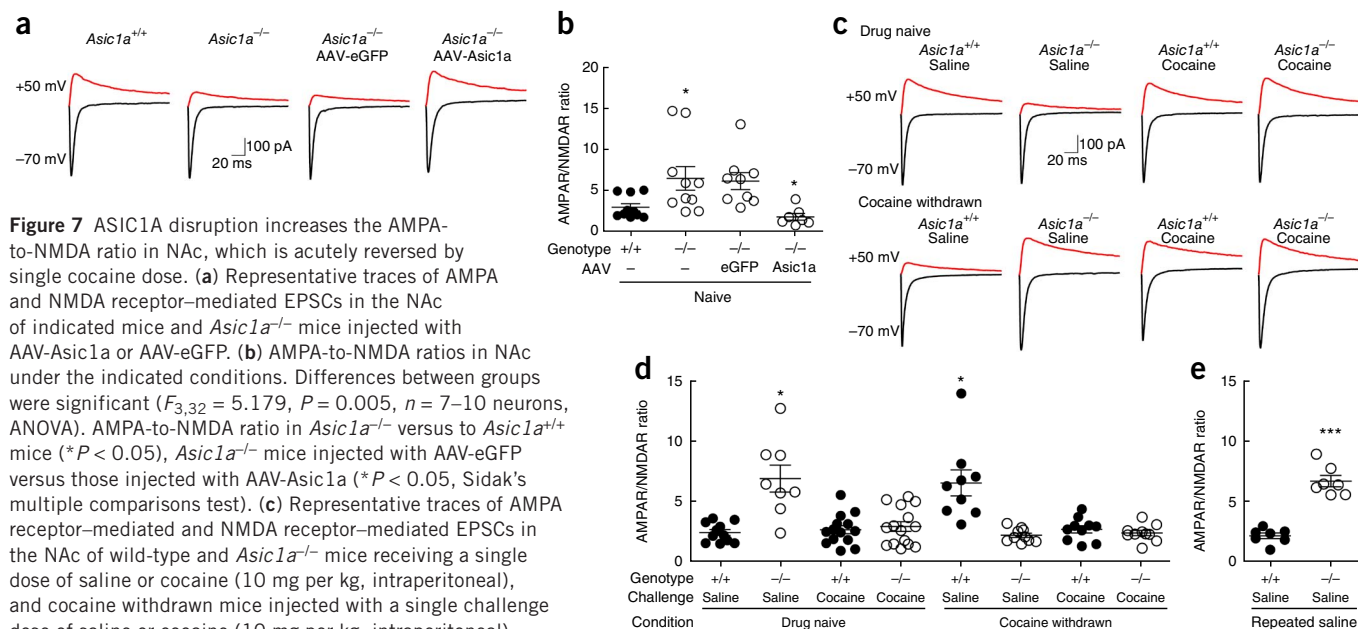 a
Asic1a+/+ Asic1a–/– Asic1a–/– AAV-eGFP Asic1a–/– AAV-Asic1a
+50 mV
–70 mV
100 pA
20 ms
b
AMPAR/NMDAR ratio
20
15
10
5
0
* *
Genotype +/+ –/– –/– –/–
AAV – – eGFP Asic1a
Naive
c
Drug naive
Asic1a+/+ Saline Asic1a–/– Saline Asic1a+/+ Cocaine Asic1a–/– Cocaine
+50 mV
–70 mV
100 pA
20 ms
Cocaine withdrawn
Asic1a+/+ Saline Asic1a–/– Saline Asic1a+/+ Cocaine Asic1a–/– Cocaine
+50 mV
–70 mV
Figure 7 ASIC1A disruption increases the AMPA-
to-NMDA ratio in NAc, which is acutely reversed by
single cocaine dose. (a) Representative traces of AMPA
and NMDA receptor–mediated EPSCs in the NAc
of indicated mice and Asic1a–/– mice injected with
AAV-Asic1a or AAV-eGFP. (b) AMPA-to-NMDA ratios in NAc
under the indicated conditions. Differences between groups
were significant (F3,32 = 5.179, P = 0.005, n = 7–10 neurons,
ANOVA). AMPA-to-NMDA ratio in Asic1a–/– versus to Asic1a+/+
mice (*P < 0.05), Asic1a–/– mice injected with AAV-eGFP
versus those injected with AAV-Asic1a (*P < 0.05, Sidak's
multiple comparisons test). (c) Representative traces of AMPA
receptor–mediated and NMDA receptor–mediated EPSCs in
the NAc of wild-type and Asic1a–/– mice receiving a single
dose of saline or cocaine (10 mg per kg, intraperitoneal),
and cocaine withdrawn mice injected with a single challenge
dose of saline or cocaine (10 mg per kg, intraperitoneal)
d
AMPAR/NMDAR ratio
15
10
5
0
* *
Genotype +/+ –/– +/+ –/– +/+ –/– +/+ –/–
Challenge Saline Saline Cocaine Cocaine Saline Saline Cocaine Cocaine
Condition Drug naive Cocaine withdrawn
e
AMPAR/NMDAR ratio
15
10
5
0
***
+/+ –/–
Saline Saline
Repeated saline